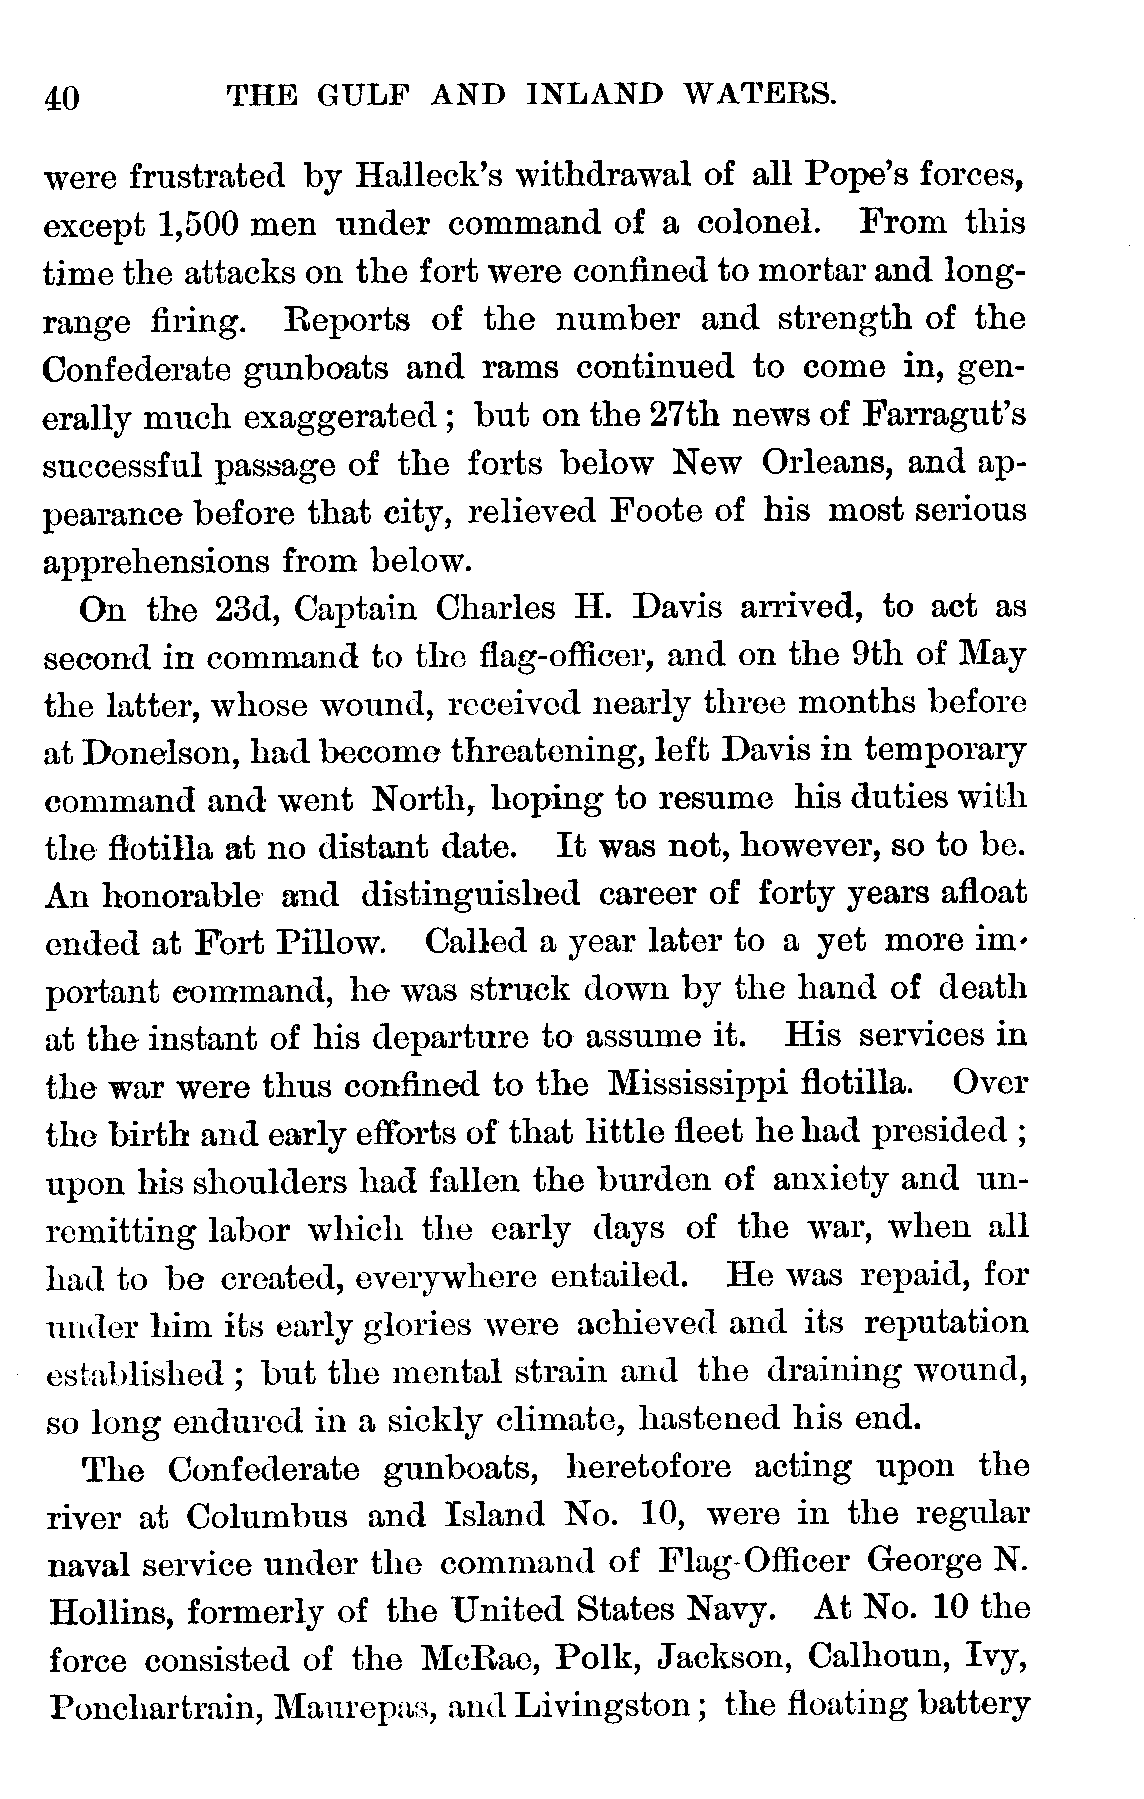 40 THE GULF AND INLAND WATERS.
were frustrated by Halleck's withdrawal of all Pope's forces,
except 1,500 men under command of a colonel. From this
time the attacks on the fort were confined to mortar and long-
range firing. Reports of the number and strength of the
Confederate gunboats and rams continued to come in, gen-
erally much exaggerated ; but on the 27th news of Farragut's
successful passage of the forts below New Orleans, and ap-
pearance before that city, relieved Foote of his most serious
apprehensions from below.
On the 23d, Captain Charles H. Davis arrived, to act as
second in command to the flag-officer, and on the 9th of May
the latter, whose wound, received nearly three months before
at Donelson, had become threatening, left Davis in temporary
command and went North, hoping to resume his duties with
the flotilla at no distant date. It was not, however, so to be.
An honorable and distinguished career of forty years afloat
ended at Fort Pillow. Called a year later to a yet more im-
portant command, he was struck down by the hand of death
at the instant of his departure to assume it. His services in
the war were thus confined to the Mississippi flotilla. Over
the birth and early efforts of that little fleet he had presided ;
upon his shoulders had fallen the burden of anxiety and un-
remitting labor which the early days of the war, when all
had to be created, everywhere entailed. He was repaid, for
under him its early glories were achieved and its reputation
established ; but the mental strain and the draining wound,
so long endured in a sickly climate, hastened his end.
The Confederate gunboats, heretofore acting upon the
river at Columbus and Island No. 10, were in the regular
naval service under the command of Flag-Officer George N.
Hollins, formerly of the United States Navy. At No. 10 the
force consisted of the McRae, Polk, Jackson, Calhoun, Ivy,
Ponchartrain, Maurepas, and Livingston ; the floating battery